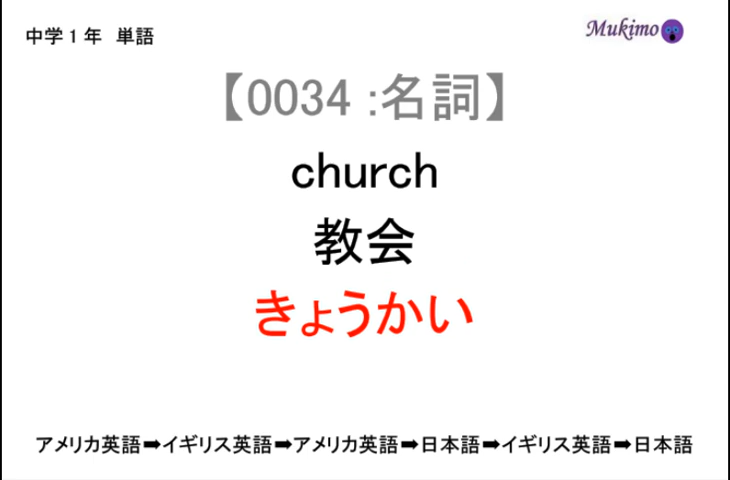 中学１年 単語
Mukimo
【0034 :名詞】
church
教会
きょうかい
アメリカ英語➡イギリス英語➡アメリカ英語➡日本語➡イギリス英語➡日本語